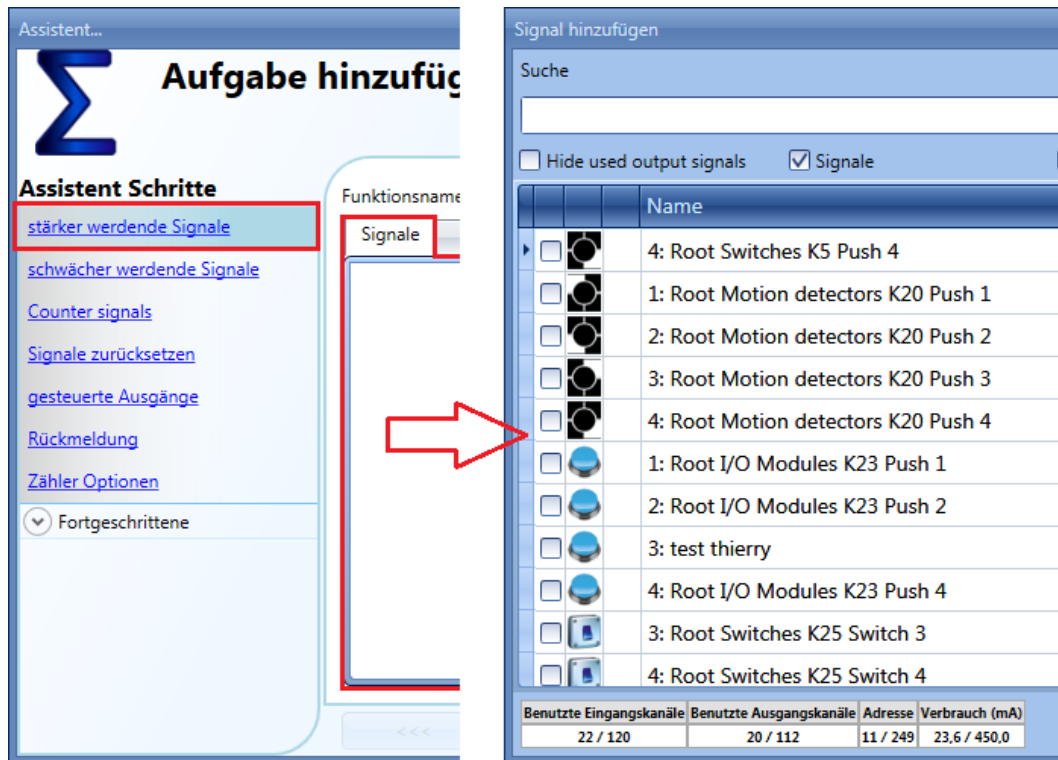 Assistent...
Aufgabe hinzufüg
Assistent Schritte
stärker werdende Signale
schwächer werdende Signale
Counter signals
Signale zurücksetzen
gesteuerte Ausgänge
Rückmeldung
Zähler Optionen
Fortgeschrittene
Funktionsname
Signale
<<<
Signal hinzufügen
Suche
Hide used output signals Signale
Name
4: Root Switches K5 Push 4
1: Root Motion detectors K20 Push 1
2: Root Motion detectors K20 Push 2
3: Root Motion detectors K20 Push 3
4: Root Motion detectors K20 Push 4
1: Root I/O Modules K23 Push 1
2: Root I/O Modules K23 Push 2
3: test thierry
4: Root I/O Modules K23 Push 4
3: Root Switches K25 Switch 3
4: Root Switches K25 Switch 4
Benutzte Eingangskanäle Benutzte Ausgangskanäle Adresse Verbrauch (mA)
22 / 120 20 / 112 11 / 249 23,6 / 450,0